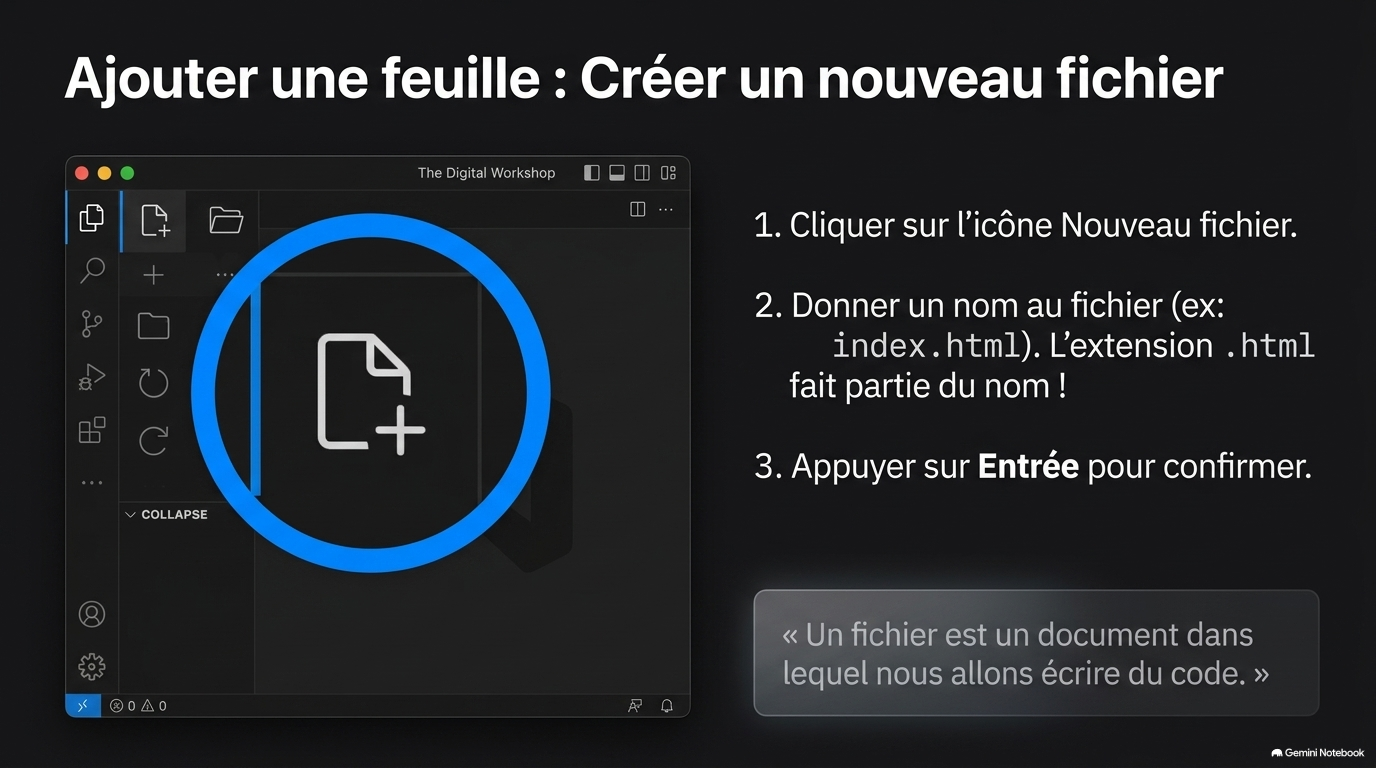 Ajouter une feuille : Créer un nouveau fichier
The Digital Workshop
COLLAPSE
0 0
1. Cliquer sur l’icône Nouveau fichier.
2. Donner un nom au fichier (ex:
index.html). L’extension .html
fait partie du nom !
3. Appuyer sur Entrée pour confirmer.
« Un fichier est un document dans
lequel nous allons écrire du code. »
Gemini Notebook